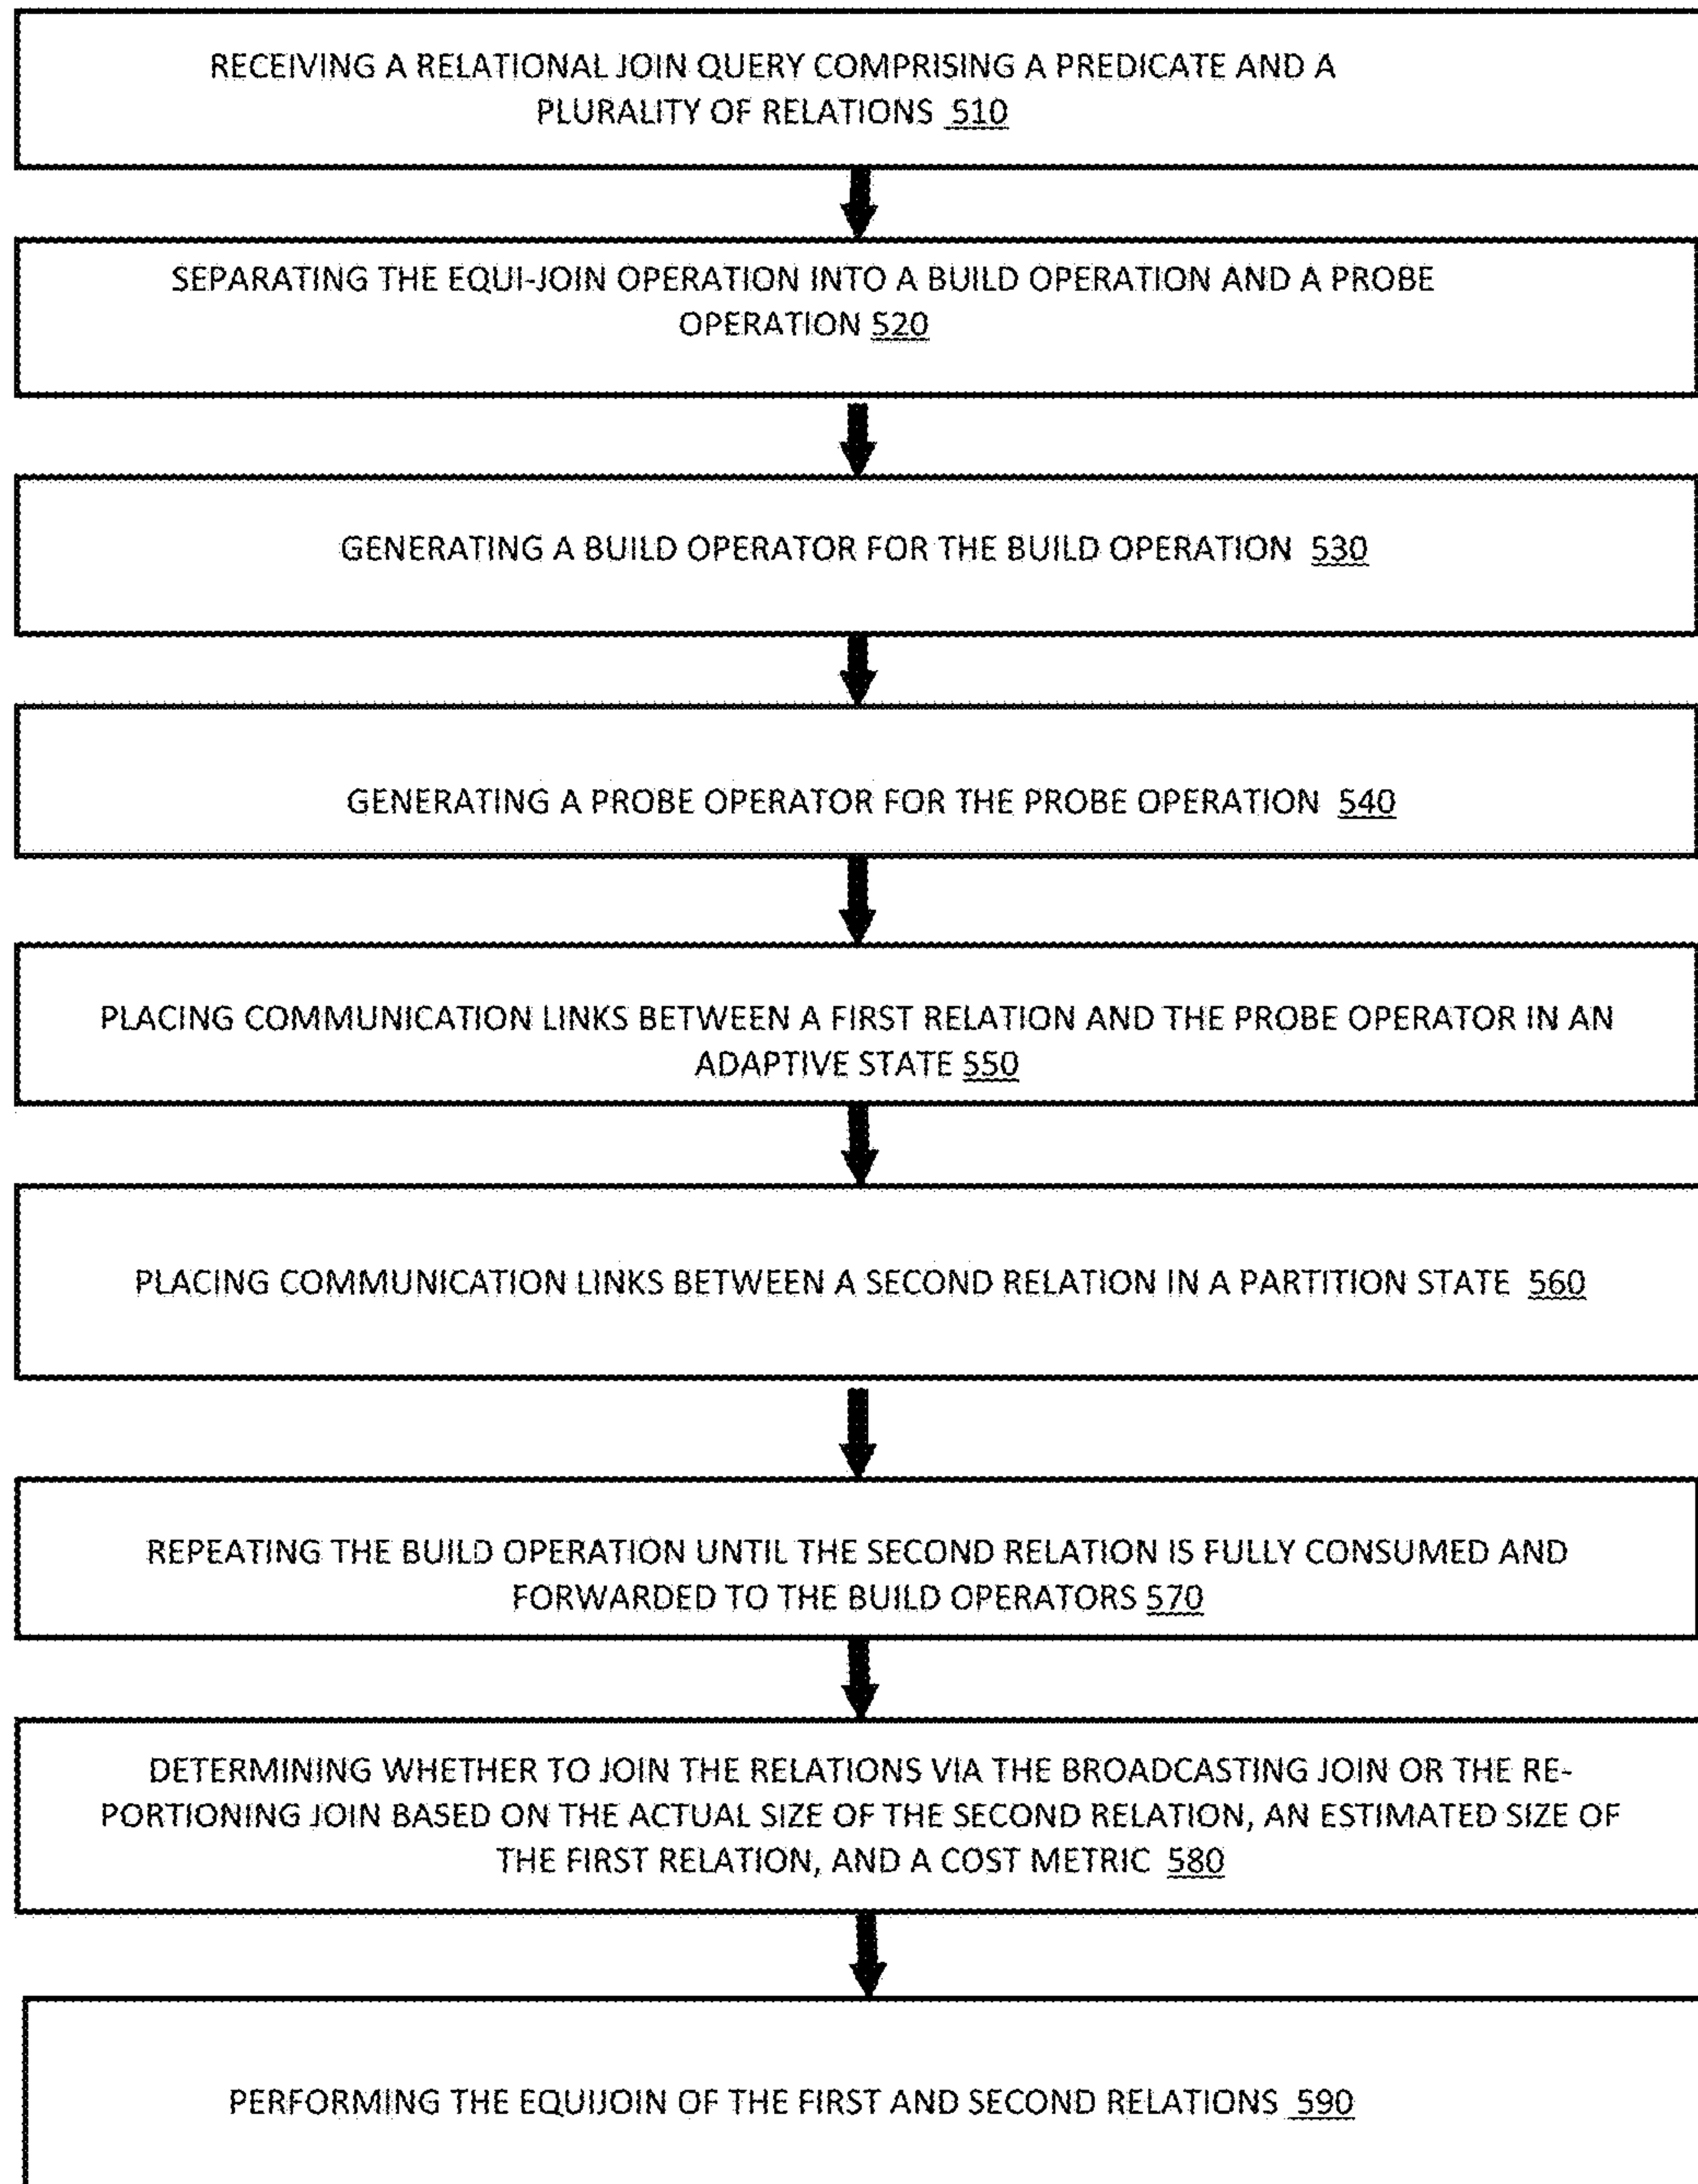 RECEIVING A RELATIONAL JOIN QUERY COMPRISING A PREDICATE AND A
PLURALITY OF RELATIONS 510
SEPARATING THE EQUI-JOIN OPERATION INTO A BUILD OPERATION AND A PROBE
OPERATION 520
GENERATING A BUILD OPERATOR FOR THE BUILD OPERATION 530
GENERATING A PROBE OPERATOR FOR THE PROBE OPERATION 540
PLACING COMMUNICATION LINKS BETWEEN A FIRST RELATION AND THE PROBE OPERATOR IN AN
ADAPTIVE STATE 550
PLACING COMMUNICATION LINKS BETWEEN A SECOND RELATION IN A PARTITION STATE 560
REPEATING THE BUILD OPERATION UNTIL THE SECOND RELATION IS FULLY CONSUMED AND
FORWARDED TO THE BUILD OPERATORS 570
DETERMINING WHETHER TO JOIN THE RELATIONS VIA THE BROADCASTING JOIN OR THE RE-
PORTIONING JOIN BASED ON THE ACTUAL SIZE OF THE SECOND RELATION, AN ESTIMATED SIZE OF
THE FIRST RELATION, AND A COST METRIC 580
PERFORMING THE EQUIJOIN OF THE FIRST AND SECOND RELATIONS 590